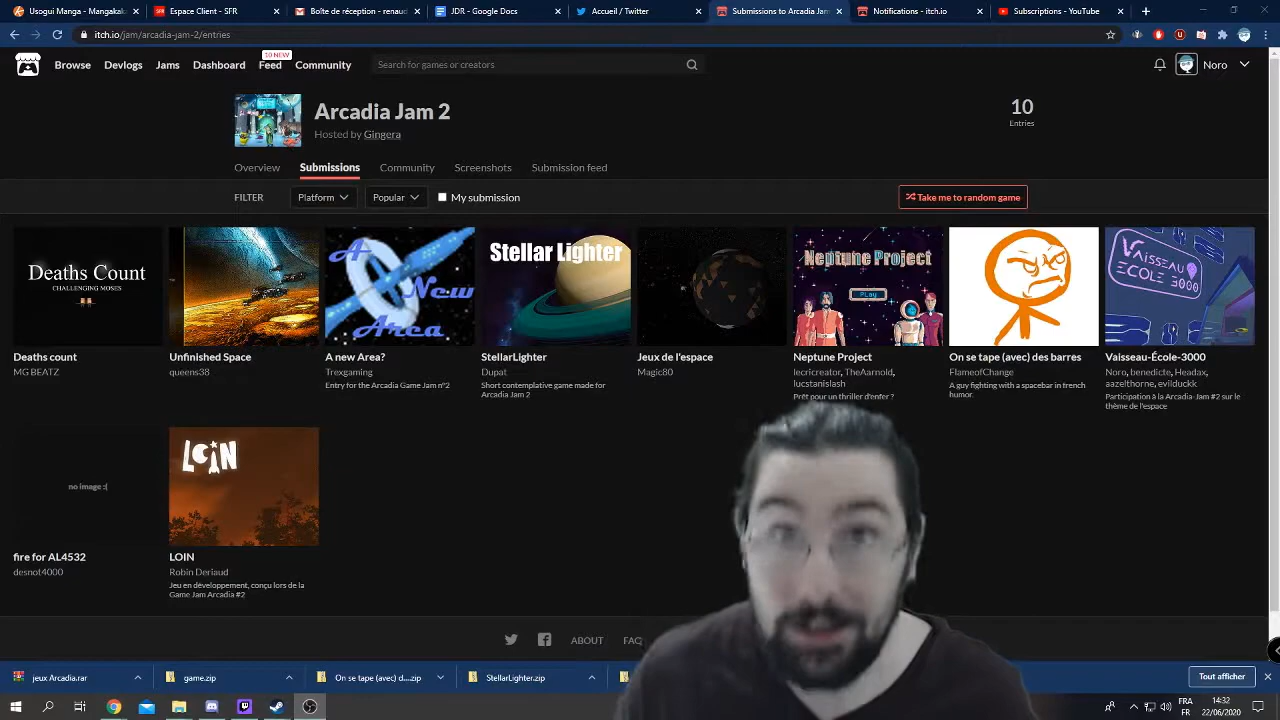 Usogui Manga - Mangakak
Espace Client - SFR
Boîte de réception - renaud
JDR - Google Docs
Accueil / Twitter
Submissions to Arcadia Jam
Notifications - itch.io
Subscriptions - YouTube
itch.io/jam/arcadia-jam-2/entries
10 NEW
Browse Devlogs Jams Dashboard Feed Community
Search for games or creators
Noro
Arcadia Jam 2
Hosted by Gingera
10
Entries
Overview Submissions Community Screenshots Submission feed
FILTER Platform Popular My submission
Take me to random game
Deaths Count
CHALLENGING MOSES
A New Area
Stellar Lighter
Neptune Project
PLay
VAISSEAU ÉCOLE 3000
Deaths count
MG BEATZ
Unfinished Space
queens38
A new Area?
Trexgaming
Entry for the Arcadia Game Jam n°2
StellarLighter
Dupat
Short contemplative game made for
Arcadia Jam 2
Jeux de l'espace
Magic80
Neptune Project
lecricreator, TheAarnold,
lucstanislash
Prêt pour un thriller d'enfer ?
On se tape (avec) des barres
FlameofChange
A guy fighting with a spacebar in french
humor.
Vaisseau-École-3000
Noro, benedicte, Headax,
aazelthorne, evilduckk
Participation à la Arcadia-Jam #2 sur le
thème de l'espace
no image :(
LOIN
fire for AL4532
desnot4000
LOIN
Robin Deriaud
Jeu en développement, conçu lors de la
Game Jam Arcadia #2
ABOUT FAQ
jeux Arcadia.rar
game.zip
On se tape (avec) d....zip
StellarLighter.zip
Tout afficher
FRA
FR
14:32
22/06/2020